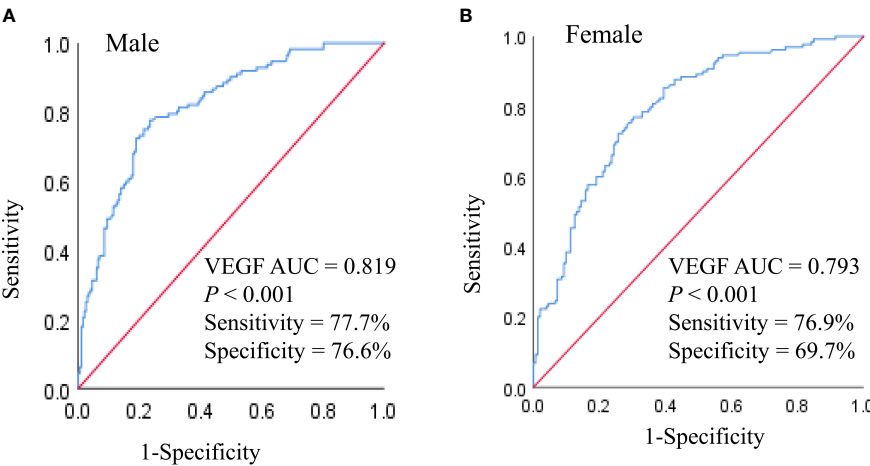 A
Male
1.0
0.8
0.6
0.4
0.2
0.0
Sensitivity
VEGF AUC = 0.819
P < 0.001
Sensitivity = 77.7%
Specificity = 76.6%
0.0 0.2 0.4 0.6 0.8 1.0
1-Specificity
B
Female
1.0
0.8
0.6
0.4
0.2
0.0
Sensitivity
VEGF AUC = 0.793
P < 0.001
Sensitivity = 76.9%
Specificity = 69.7%
0.0 0.2 0.4 0.6 0.8 1.0
1-Specificity